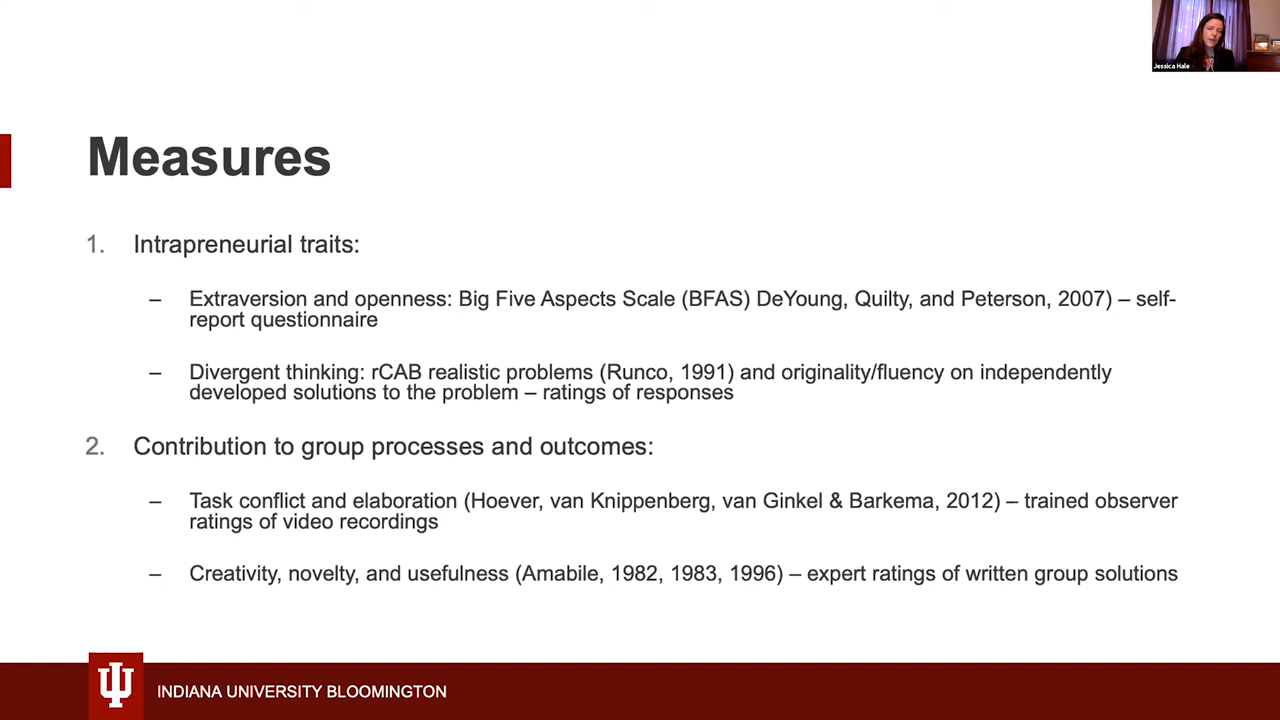 Jessica Hale
Measures
1. Intrapreneurial traits:
– Extraversion and openness: Big Five Aspects Scale (BFAS) DeYoung, Quilty, and Peterson, 2007) – self-
report questionnaire
– Divergent thinking: rCAB realistic problems (Runco, 1991) and originality/fluency on independently
developed solutions to the problem – ratings of responses
2. Contribution to group processes and outcomes:
– Task conflict and elaboration (Hoever, van Knippenberg, van Ginkel & Barkema, 2012) – trained observer
ratings of video recordings
– Creativity, novelty, and usefulness (Amabile, 1982, 1983, 1996) – expert ratings of written group solutions
INDIANA UNIVERSITY BLOOMINGTON